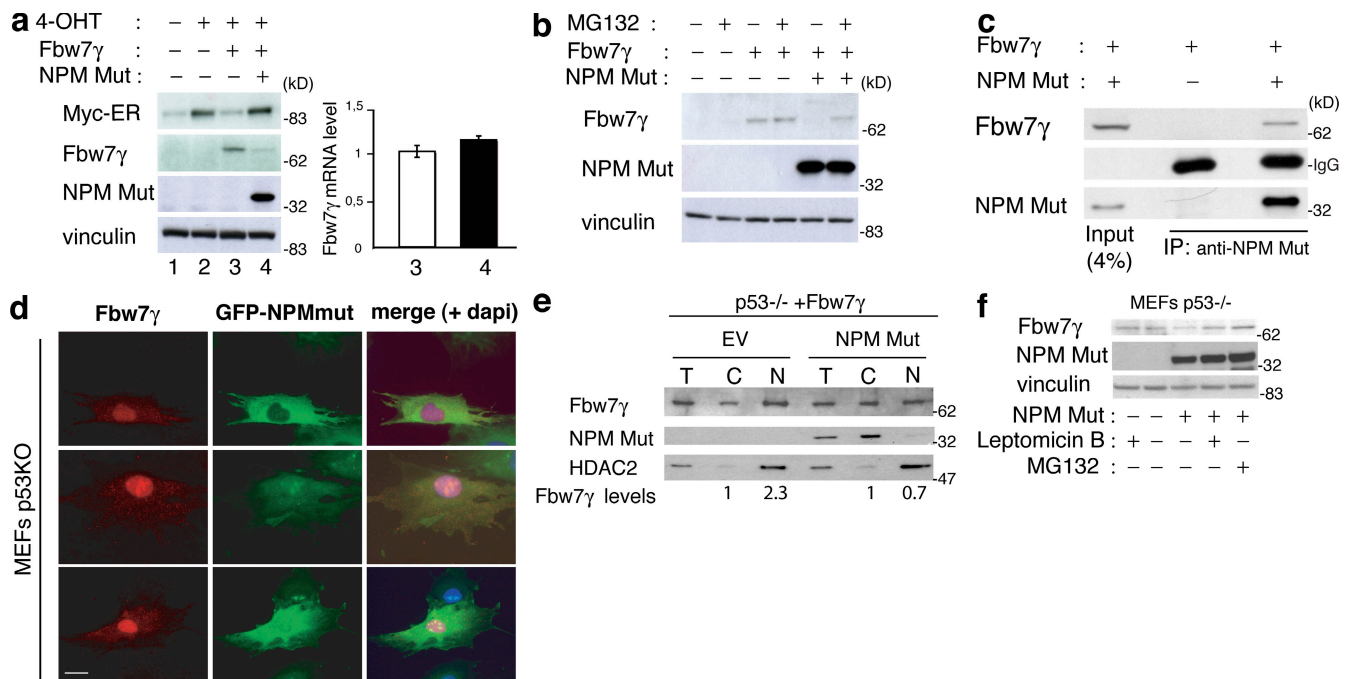 a
4-OHT : – + + +
Fbw7γ : – – + +
NPM Mut : – – – +
(kD)
Myc-ER -83
Fbw7γ -62
NPM Mut -32
vinculin -83
1 2 3 4
Fbw7γ mRNA level
1,5
1
0,5
0
3 4
b
MG132 : – + – + – +
Fbw7γ : – – + + + +
NPM Mut : – – – – + +
(kD)
Fbw7γ -62
NPM Mut -32
vinculin -83
c
Fbw7γ : + + +
NPM Mut : + – +
(kD)
Fbw7γ -62
-IgG
NPM Mut -32
Input (4%)
IP: anti-NPM Mut
d
Fbw7γ GFP-NPMmut merge (+ dapi)
MEFs p53KO
e
p53-/- +Fbw7γ
EV NPM Mut
T C N T C N
Fbw7γ -62
NPM Mut -32
HDAC2 -47
Fbw7γ levels 1 2.3 1 0.7
f
MEFs p53-/-
Fbw7γ -62
NPM Mut -32
vinculin -83
NPM Mut : – – + + +
Leptomicin B : + – – + –
MG132 : – – – – +